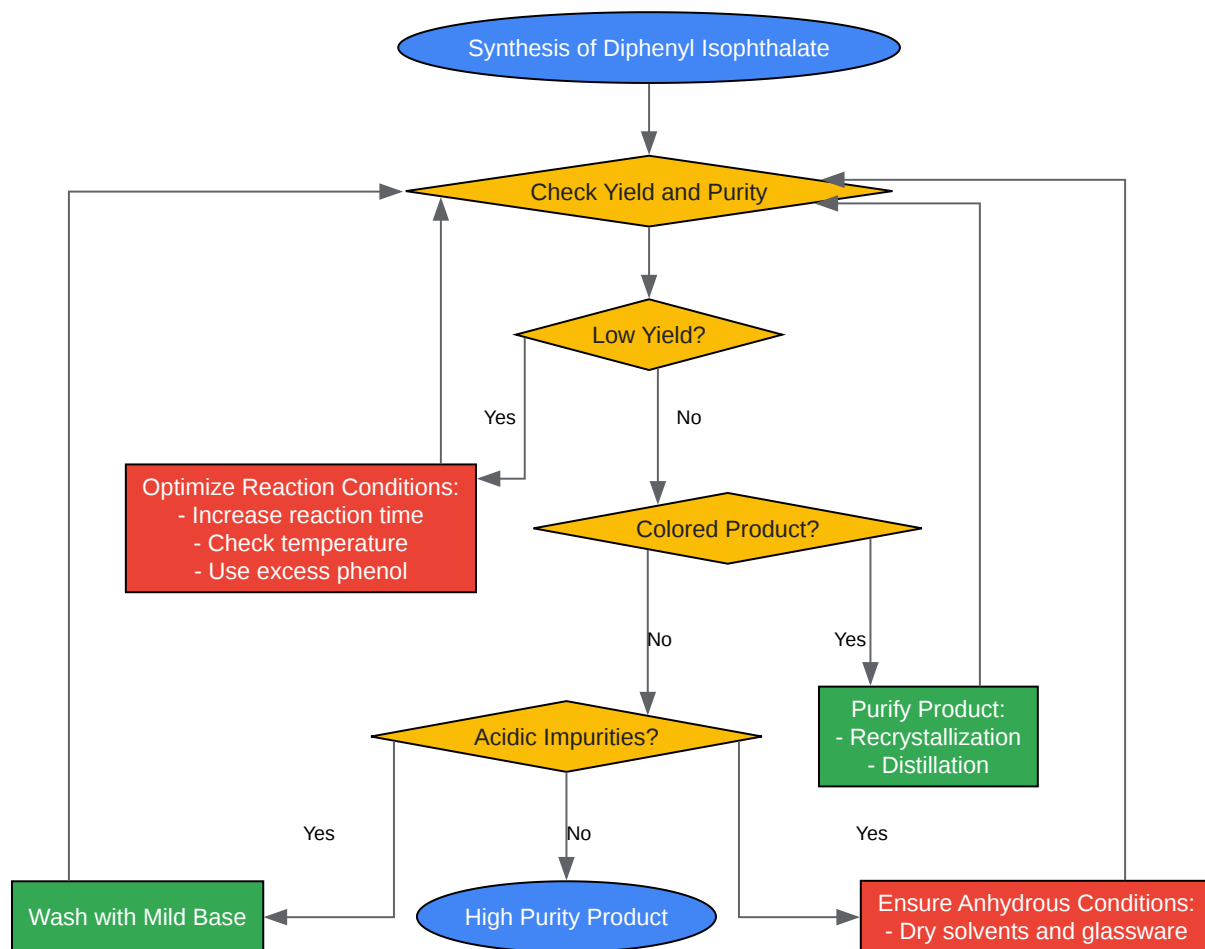 Synthesis of Diphenyl Isophthalate
Check Yield and Purity
Low Yield?
Yes
No
Optimize Reaction Conditions:
- Increase reaction time
- Check temperature
- Use excess phenol
Colored Product?
No
Yes
Purify Product:
- Recrystallization
- Distillation
Acidic Impurities?
Yes
No
Yes
Wash with Mild Base
High Purity Product
Ensure Anhydrous Conditions:
- Dry solvents and glassware